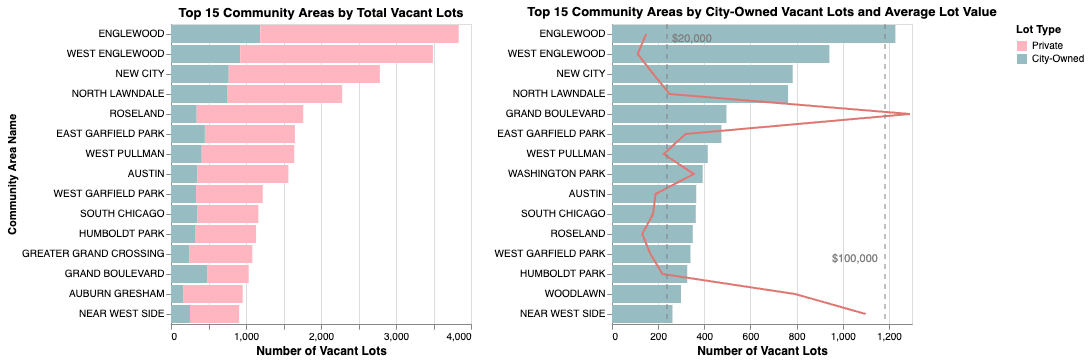 Top 15 Community Areas by Total Vacant Lots
Community Area Name
ENGLEWOOD
WEST ENGLEWOOD
NEW CITY
NORTH LAWNDALE
ROSELAND
EAST GARFIELD PARK
WEST PULLMAN
AUSTIN
WEST GARFIELD PARK
SOUTH CHICAGO
HUMBOLDT PARK
GREATER GRAND CROSSING
GRAND BOULEVARD
AUBURN GRESHAM
NEAR WEST SIDE
0 1,000 2,000 3,000 4,000
Number of Vacant Lots
Top 15 Community Areas by City-Owned Vacant Lots and Average Lot Value
ENGLEWOOD
WEST ENGLEWOOD
NEW CITY
NORTH LAWNDALE
GRAND BOULEVARD
EAST GARFIELD PARK
WEST PULLMAN
WASHINGTON PARK
AUSTIN
SOUTH CHICAGO
ROSELAND
WEST GARFIELD PARK
HUMBOLDT PARK
WOODLAWN
NEAR WEST SIDE
$20,000
$100,000
0 200 400 600 800 1,000 1,200
Number of Vacant Lots
Lot Type
Private
City-Owned